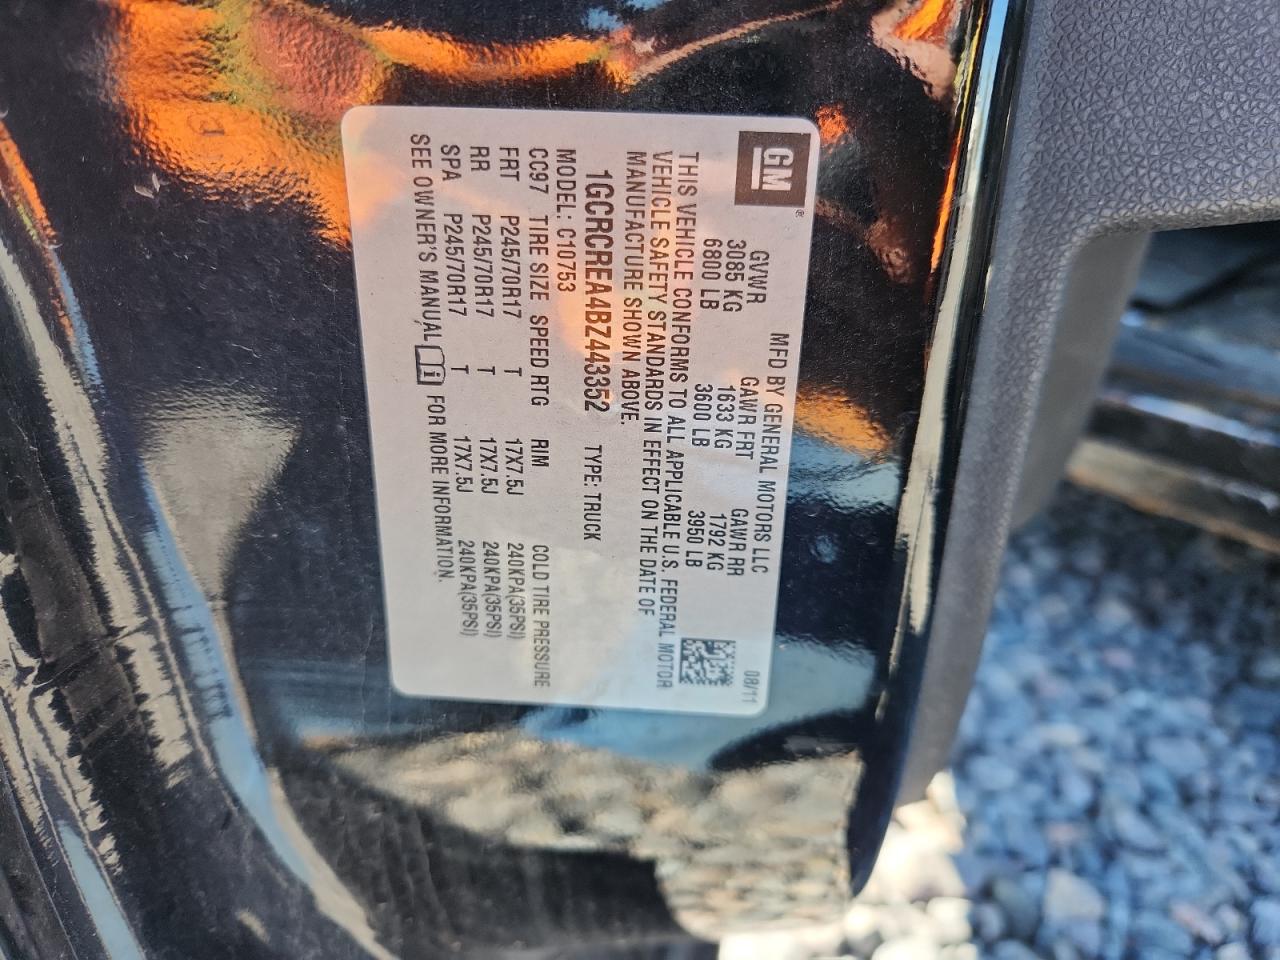 GM®
MFD BY GENERAL MOTORS LLC 08/11
GVWR GAWR FRT GAWR RR
3085 KG 1633 KG 1792 KG
6800 LB 3600 LB 3950 LB
THIS VEHICLE CONFORMS TO ALL APPLICABLE U.S. FEDERAL MOTOR
VEHICLE SAFETY STANDARDS IN EFFECT ON THE DATE OF
MANUFACTURE SHOWN ABOVE.
1GCRCREA4BZ443352 TYPE: TRUCK
MODEL: C10753
CC97 TIRE SIZE SPEED RTG RIM COLD TIRE PRESSURE
FRT P245/70R17 T 17X7.5J 240KPA(35PSI)
RR P245/70R17 T 17X7.5J 240KPA(35PSI)
SPA P245/70R17 T 17X7.5J 240KPA(35PSI)
SEE OWNER'S MANUAL FOR MORE INFORMATION.